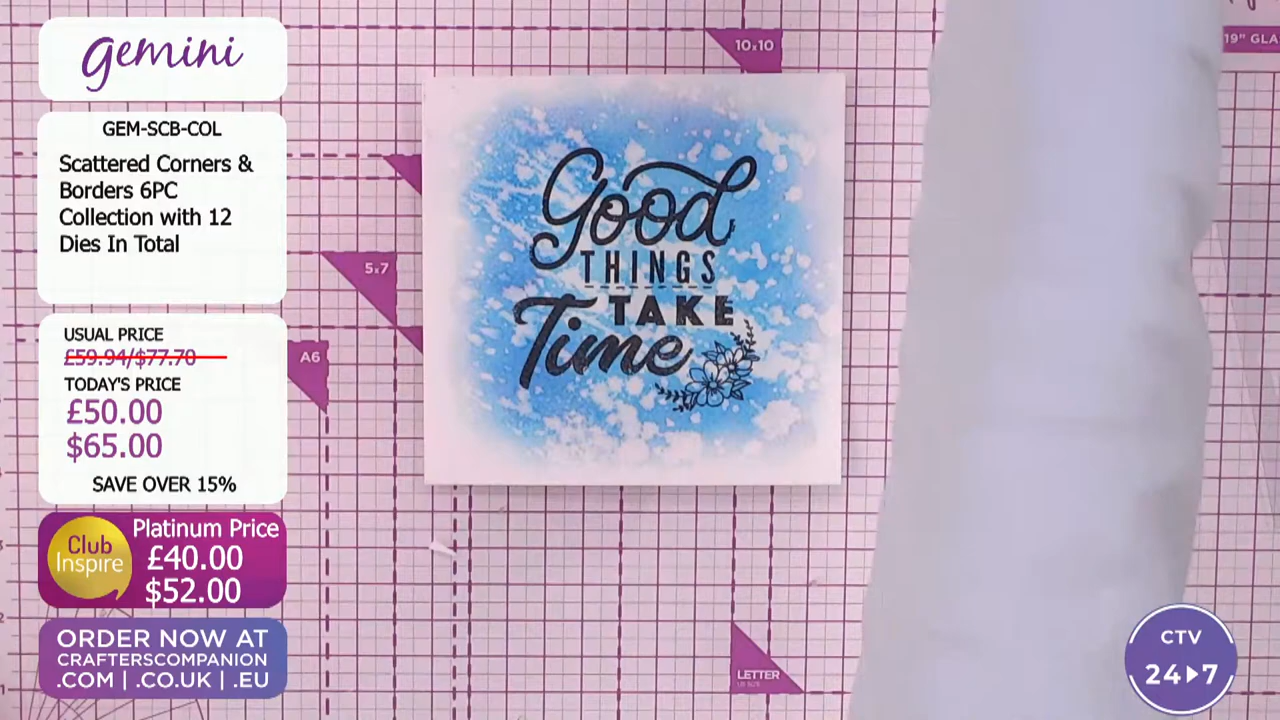 gemini
GEM-SCB-COL
Scattered Corners &
Borders 6PC
Collection with 12
Dies In Total
USUAL PRICE
£59.94/$77.70
TODAY'S PRICE
£50.00
$65.00
SAVE OVER 15%
Club
Inspire
Platinum Price
£40.00
$52.00
ORDER NOW AT
CRAFTERSCOMPANION
.COM | .CO.UK | .EU
10x10
5x7
A6
Good
THINGS
TAKE
Time
LETTER
US SIZE
19" GLA
CTV
24▶7